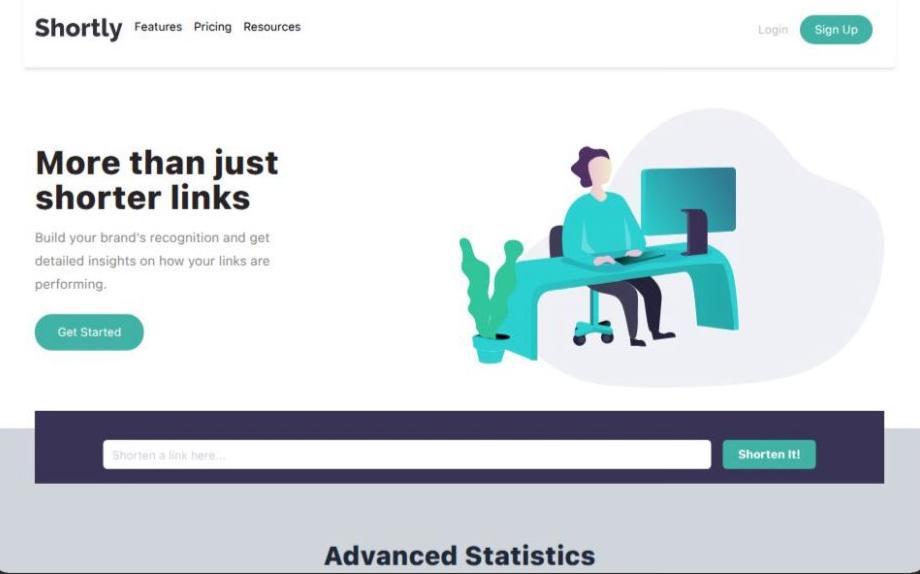 Shortly Features Pricing Resources Login Sign Up
More than just
shorter links
Build your brand's recognition and get
detailed insights on how your links are
performing.
Get Started
Shorten a link here...
Shorten It!
Advanced Statistics